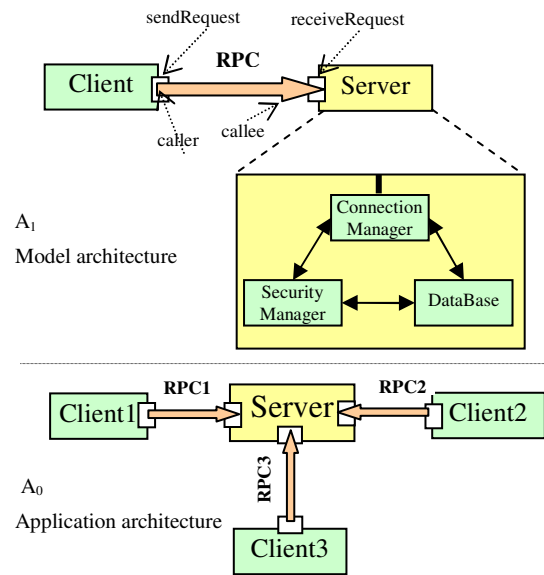 sendRequest
receiveRequest
RPC
Client
Server
caller
callee
Connection
Manager
A1
Model architecture
Security
Manager
DataBase
RPC1
RPC2
Client1
Server
Client2
RPC3
A0
Application architecture
Client3